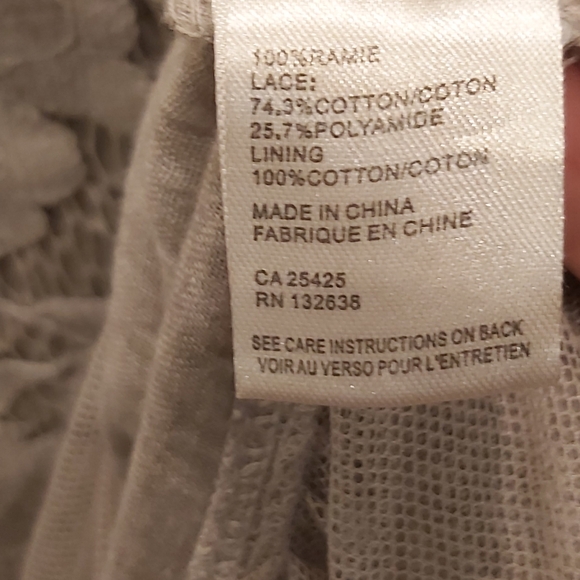 100%RAMIE
LACE:
74.3%COTTON/COTON
25.7%POLYAMIDE
LINING
100%COTTON/COTON
MADE IN CHINA
FABRIQUE EN CHINE
CA 25425
RN 132638
SEE CARE INSTRUCTIONS ON BACK
VOIR AU VERSO POUR L'ENTRETIEN